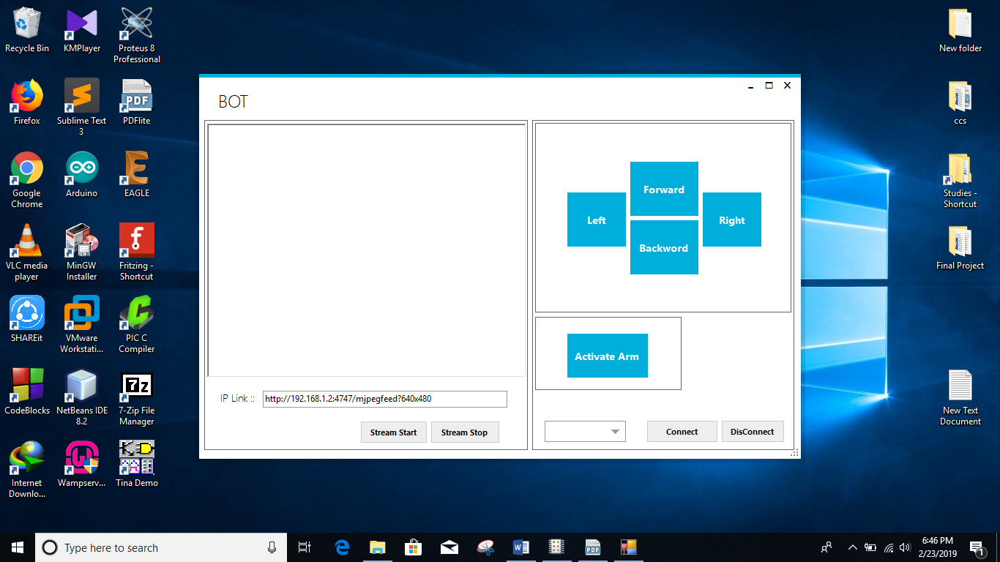 Recycle Bin
KMPlayer
Proteus 8
Professional
Firefox
Sublime Text
3
PDF
PDFlite
Google
Chrome
Arduino
EAGLE
VLC media
player
MinGW
Installer
Fritzing -
Shortcut
SHAREit
VMware
Workstati...
PIC C
Compiler
CodeBlocks
NetBeans IDE
8.2
7z
7-Zip File
Manager
Internet
Downlo...
Wampserv...
Tina Demo
BOT
IP Link ::
http://192.168.1.2:4747/mjpegfeed?640x480
Stream Start
Stream Stop
Forward
Left
Right
Backword
Activate Arm
Connect
DisConnect
New folder
ccs
Studies -
Shortcut
Final Project
New Text
Document
Type here to search
PDF
6:46 PM
2/23/2019
1